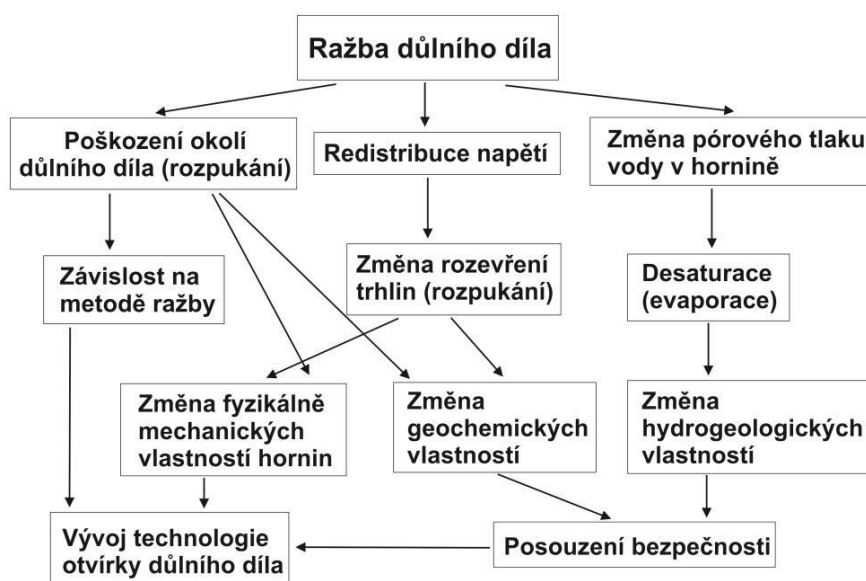 Ražba důlního díla
Poškození okolí
důlního díla (rozpukání)
Redistribuce napětí
Změna pórového tlaku
vody v hornině
Závislost na
metodě ražby
Změna rozevření
trhlin (rozpukání)
Desaturace
(evaporace)
Změna fyzikálně
mechanických
vlastností hornin
Změna
geochemických
vlastností
Změna
hydrogeologických
vlastností
Vývoj technologie
otvírky důlního díla
Posouzení bezpečnosti